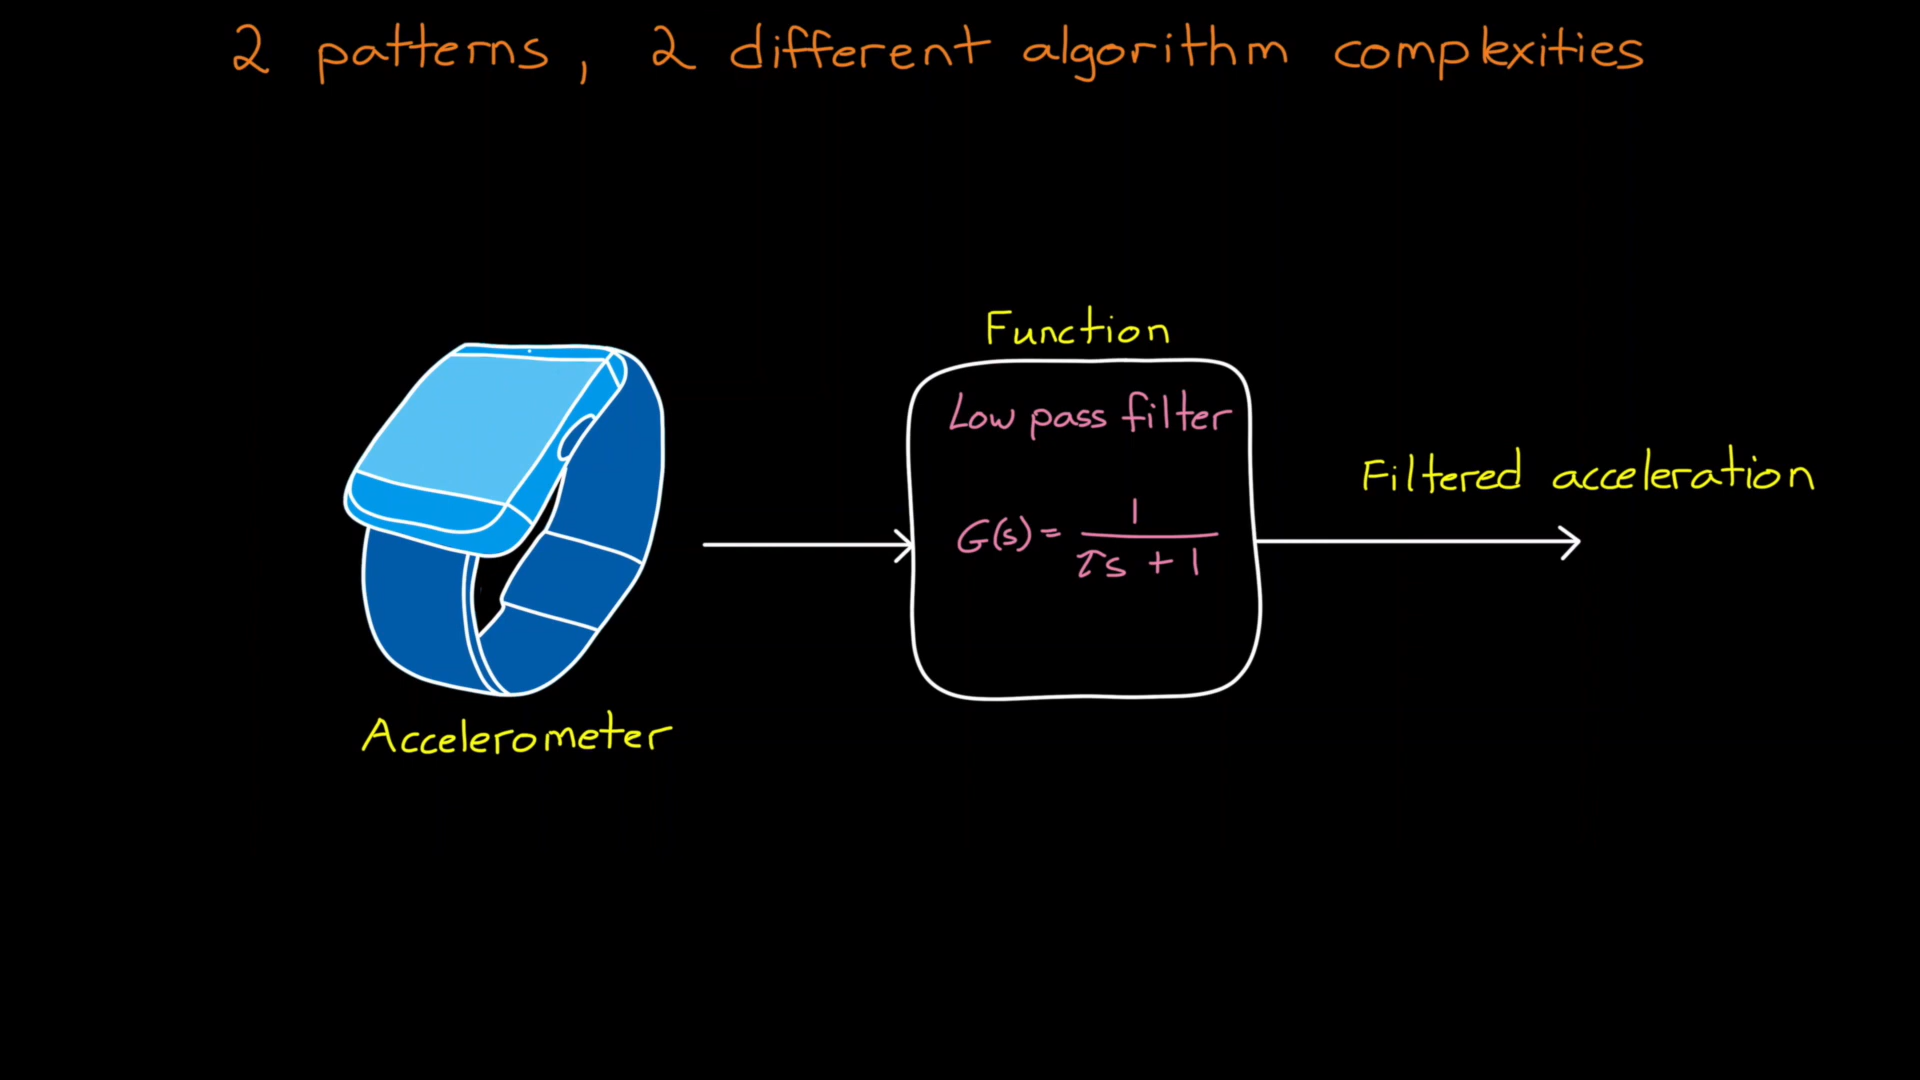 2 patterns, 2 different algorithm complexities
Function
Low pass filter
G(s) = 1 / τs + 1
Filtered acceleration
Accelerometer